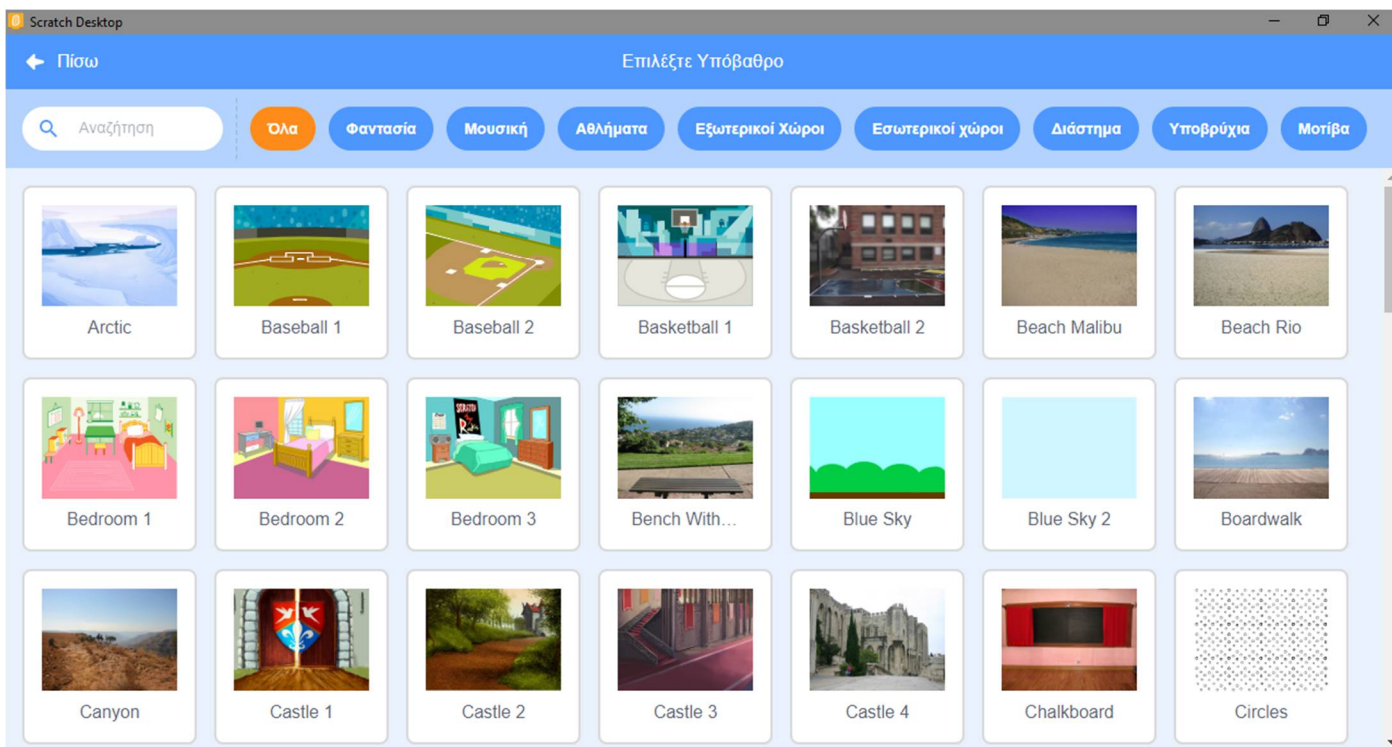 Scratch Desktop
Πίσω
Επιλέξτε Υπόβαθρο
Αναζήτηση
Όλα Φαντασία Μουσική Αθλήματα Εξωτερικοί Χώροι Εσωτερικοί χώροι Διάστημα Υποβρύχια Μοτίβα
Arctic Baseball 1 Baseball 2 Basketball 1 Basketball 2 Beach Malibu Beach Rio
SCRATCH
Bedroom 1 Bedroom 2 Bedroom 3 Bench With... Blue Sky Blue Sky 2 Boardwalk
Canyon Castle 1 Castle 2 Castle 3 Castle 4 Chalkboard Circles